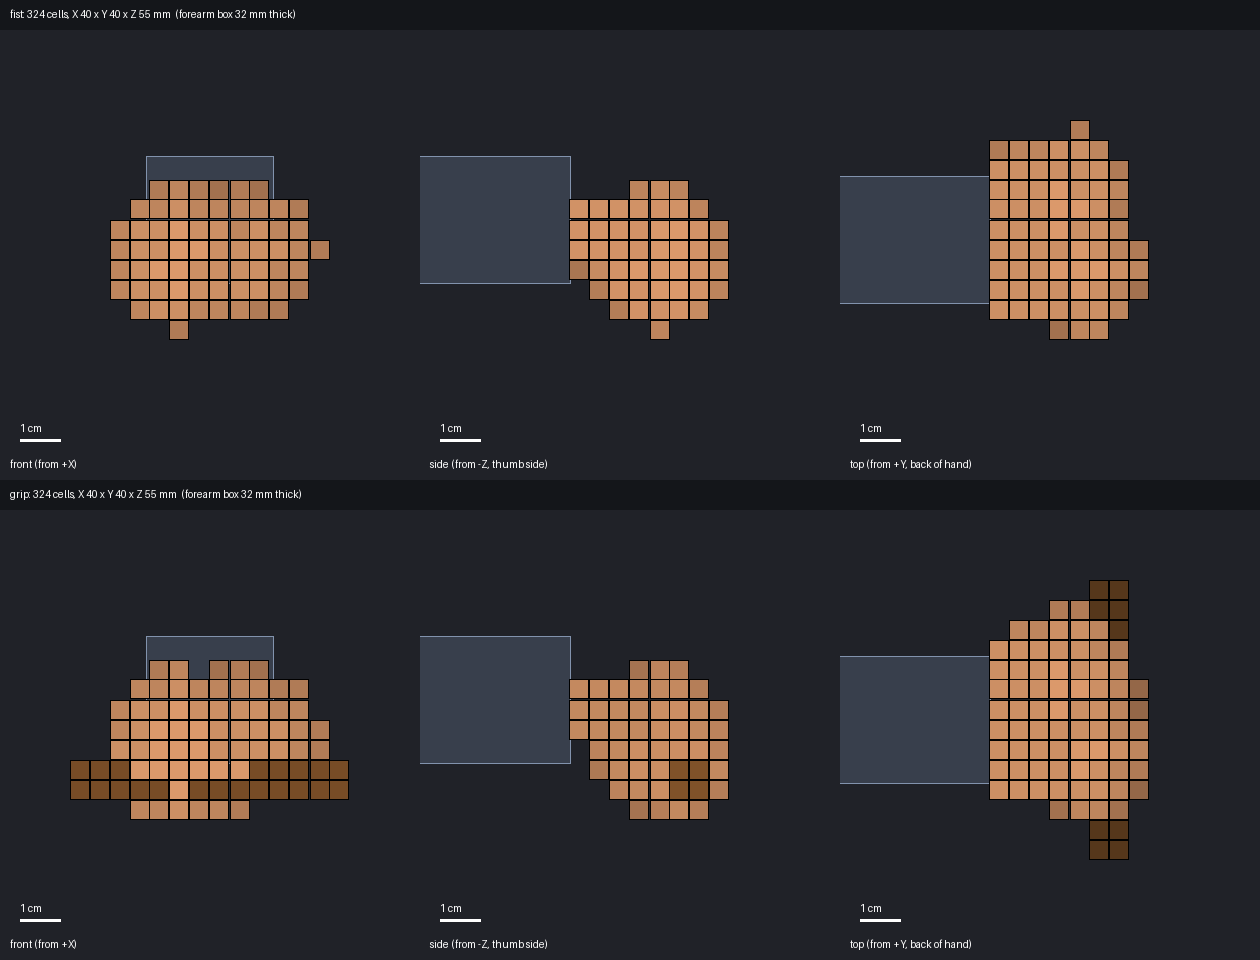 fist: 324 cells, X 40 x Y 40 x Z 55 mm (forearm box 32 mm thick)
1 cm
1 cm
1 cm
front (from +X)
side (from -Z, thumb side)
top (from +Y, back of hand)
grip: 324 cells, X 40 x Y 40 x Z 55 mm (forearm box 32 mm thick)
1 cm
1 cm
1 cm
front (from +X)
side (from -Z, thumb side)
top (from +Y, back of hand)